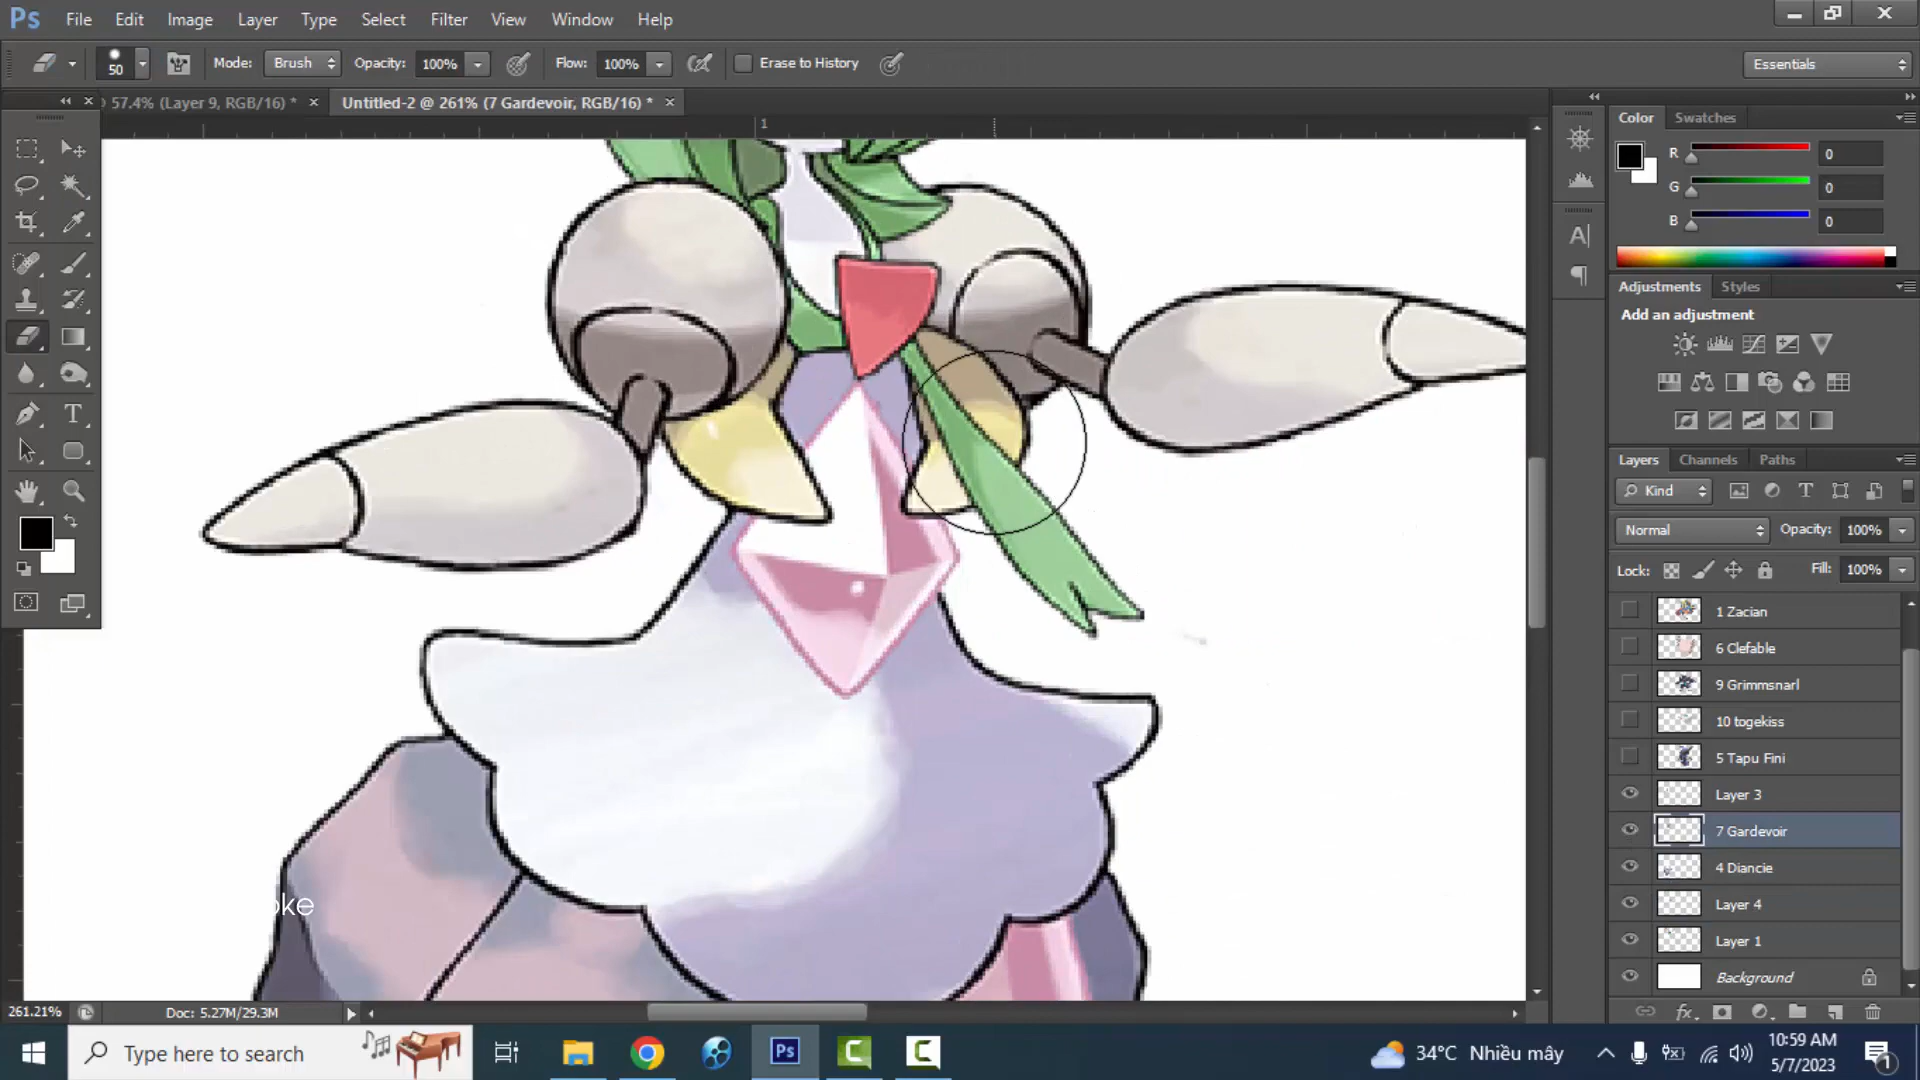 Ps File Edit Image Layer Type Select Filter View Window Help
50 Mode: Brush Opacity: 100% Flow: 100% Erase to History Essentials
57.4% (Layer 9, RGB/16) * × Untitled-2 @ 261% (7 Gardevoir, RGB/16) * ×
1
Color Swatches
R 0
G 0
B 0
Adjustments Styles
Add an adjustment
Layers Channels Paths
Kind
Normal Opacity: 100%
Lock: Fill: 100%
1 Zacian
6 Clefable
9 Grimmsnarl
10 togekiss
5 Tapu Fini
Layer 3
7 Gardevoir
4 Diancie
Layer 4
Layer 1
Background
oke
261.21% Doc: 5.27M/29.3M
Type here to search
Ps
34°C Nhiều mây
10:59 AM
5/7/2023
1